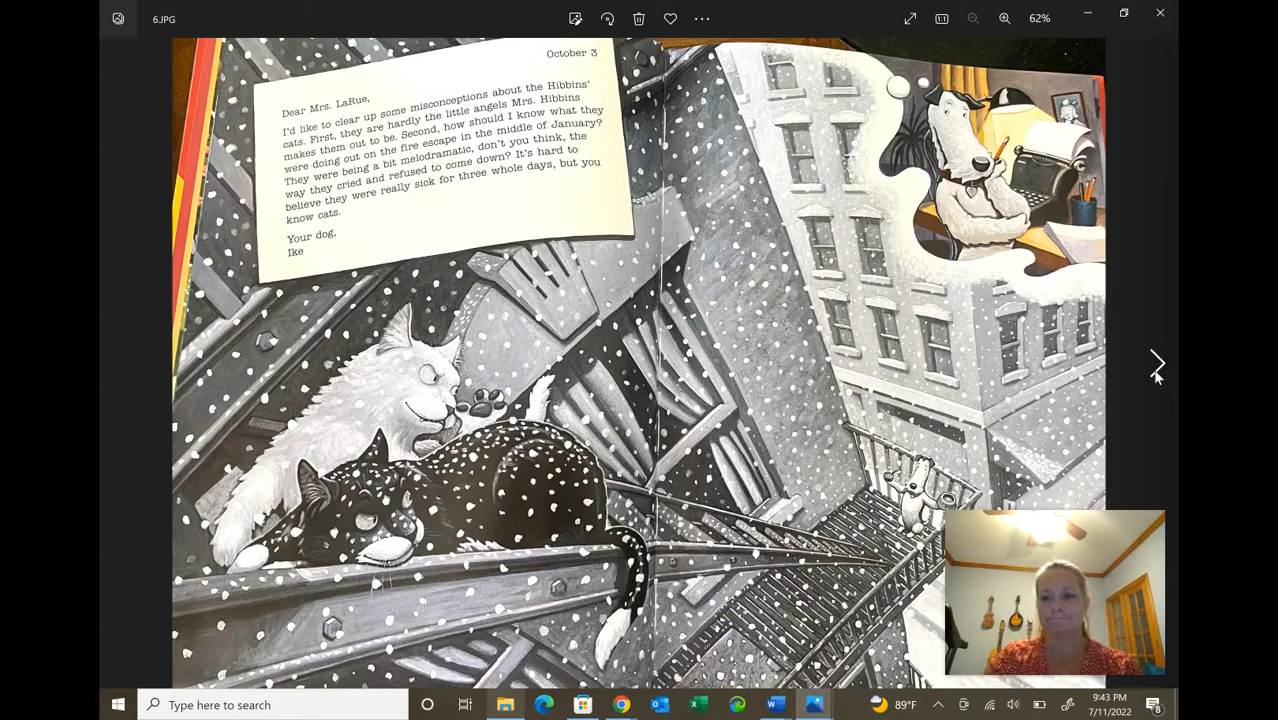 6.JPG
62%
October 3
Dear Mrs. LaRue,
I'd like to clear up some misconceptions about the Hibbins'
cats. First, they are hardly the little angels Mrs. Hibbins
makes them out to be. Second, how should I know what they
were doing out on the fire escape in the middle of January?
They were being a bit melodramatic, don't you think, the
way they cried and refused to come down? It's hard to
believe they were really sick for three whole days, but you
know cats.
Your dog,
Ike
Type here to search
89°F
9:43 PM
7/11/2022
8